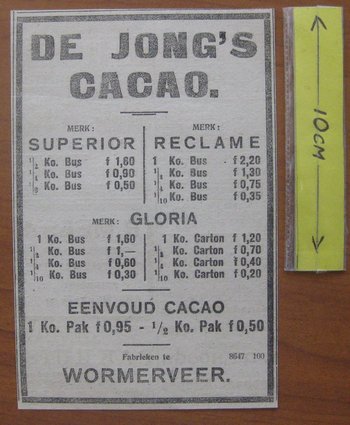 DE JONG'S
CACAO.
MERK:
SUPERIOR
1/2 Ko. Bus f 1,60
1/4 Ko. Bus f 0,90
1/8 Ko. Bus f 0,50
MERK:
RECLAME
1 Ko. Bus f 2,20
1/2 Ko. Bus f 1,30
1/4 Ko. Bus f 0,75
1/10 Ko. Bus f 0,35
MERK: GLORIA
1 Ko. Bus f 1,60
1/2 Ko. Bus f 1,—
1/4 Ko. Bus f 0,60
1/10 Ko. Bus f 0,30
1 Ko. Carton f 1,20
1/2 Ko. Carton f 0,70
1/4 Ko. Carton f 0,40
1/10 Ko. Carton f 0,20
EENVOUD CACAO
1 Ko. Pak f 0,95 - 1/2 Ko. Pak f 0,50
Fabrieken te 8647 100
WORMERVEER.
10CM